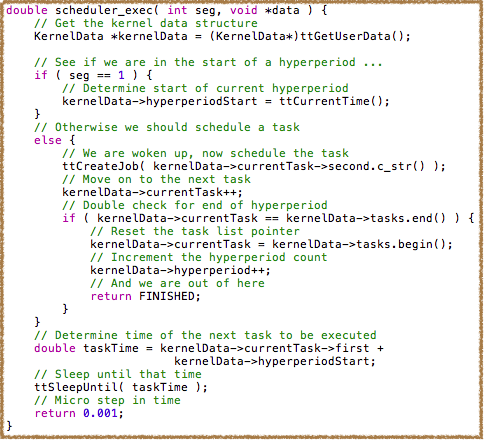 double scheduler_exec( int seg, void *data ) {
    // Get the kernel data structure
    KernelData *kernelData = (KernelData*)ttGetUserData();

    // See if we are in the start of a hyperperiod ...
    if ( seg == 1 ) {
        // Determine start of current hyperperiod
        kernelData->hyperperiodStart = ttCurrentTime();
    }
    // Otherwise we should schedule a task
    else {
        // We are woken up, now schedule the task
        ttCreateJob( kernelData->currentTask->second.c_str() );
        // Move on to the next task
        kernelData->currentTask++;
        // Double check for end of hyperperiod
        if ( kernelData->currentTask == kernelData->tasks.end() ) {
            // Reset the task list pointer
            kernelData->currentTask = kernelData->tasks.begin();
            // Increment the hyperperiod count
            kernelData->hyperperiod++;
            // And we are out of here
            return FINISHED;
        }
    }
    // Determine time of the next task to be executed
    double taskTime = kernelData->currentTask->first +
                        kernelData->hyperperiodStart;
    // Sleep until that time
    ttSleepUntil( taskTime );
    // Micro step in time
    return 0.001;
}